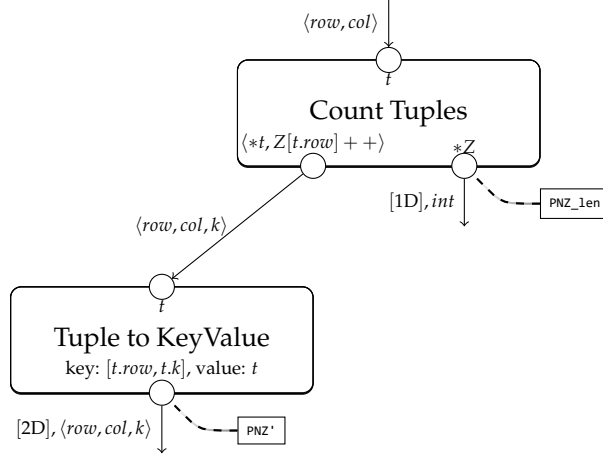 ⟨row, col⟩
t
Count Tuples
⟨∗t, Z[t.row] + +⟩
∗Z
[1D], int
PNZ_len
⟨row, col, k⟩
t
Tuple to KeyValue
key: [t.row, t.k], value: t
[2D], ⟨row, col, k⟩
PNZ'